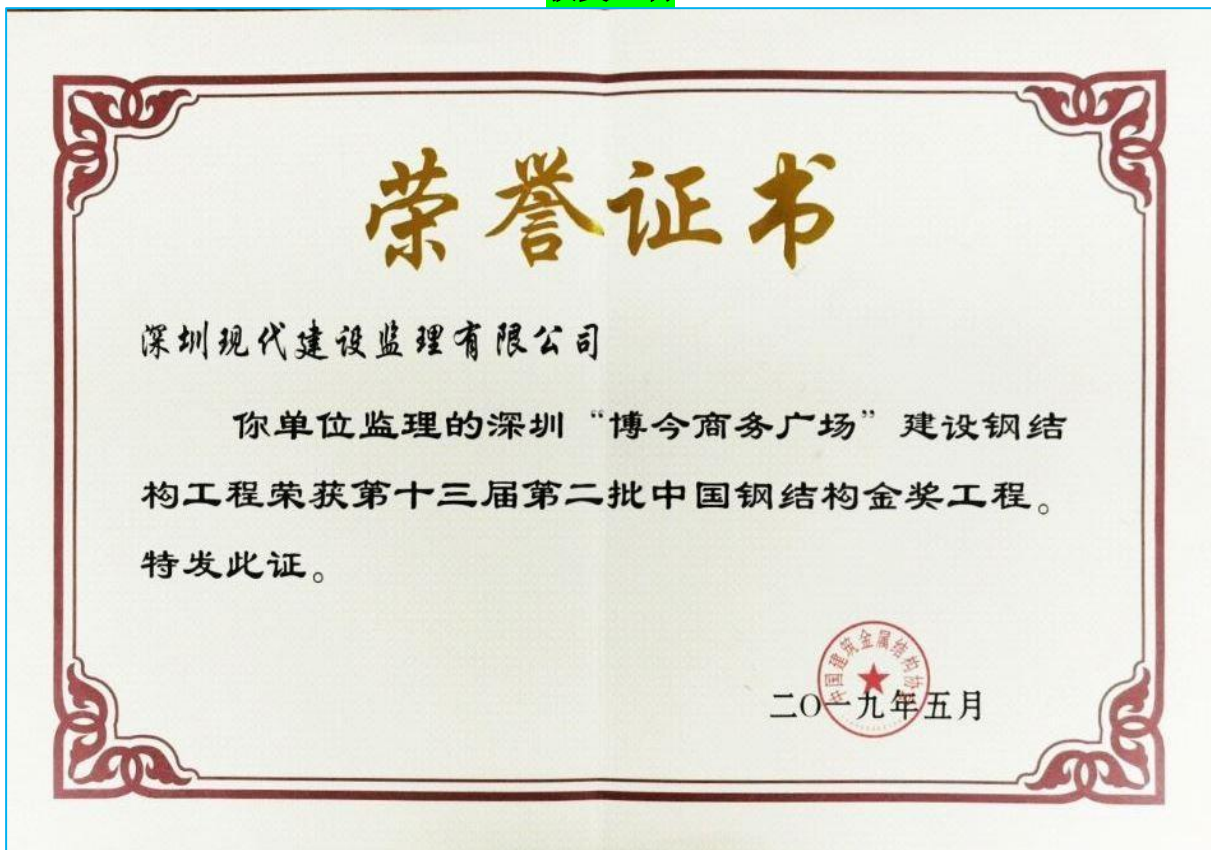 荣誉证书
深圳现代建设监理有限公司
你单位监理的深圳“博今商务广场”建设钢结
构工程荣获第十三届第二批中国钢结构金奖工程。
特发此证。
中国建筑金属结构协会
二〇一九年五月